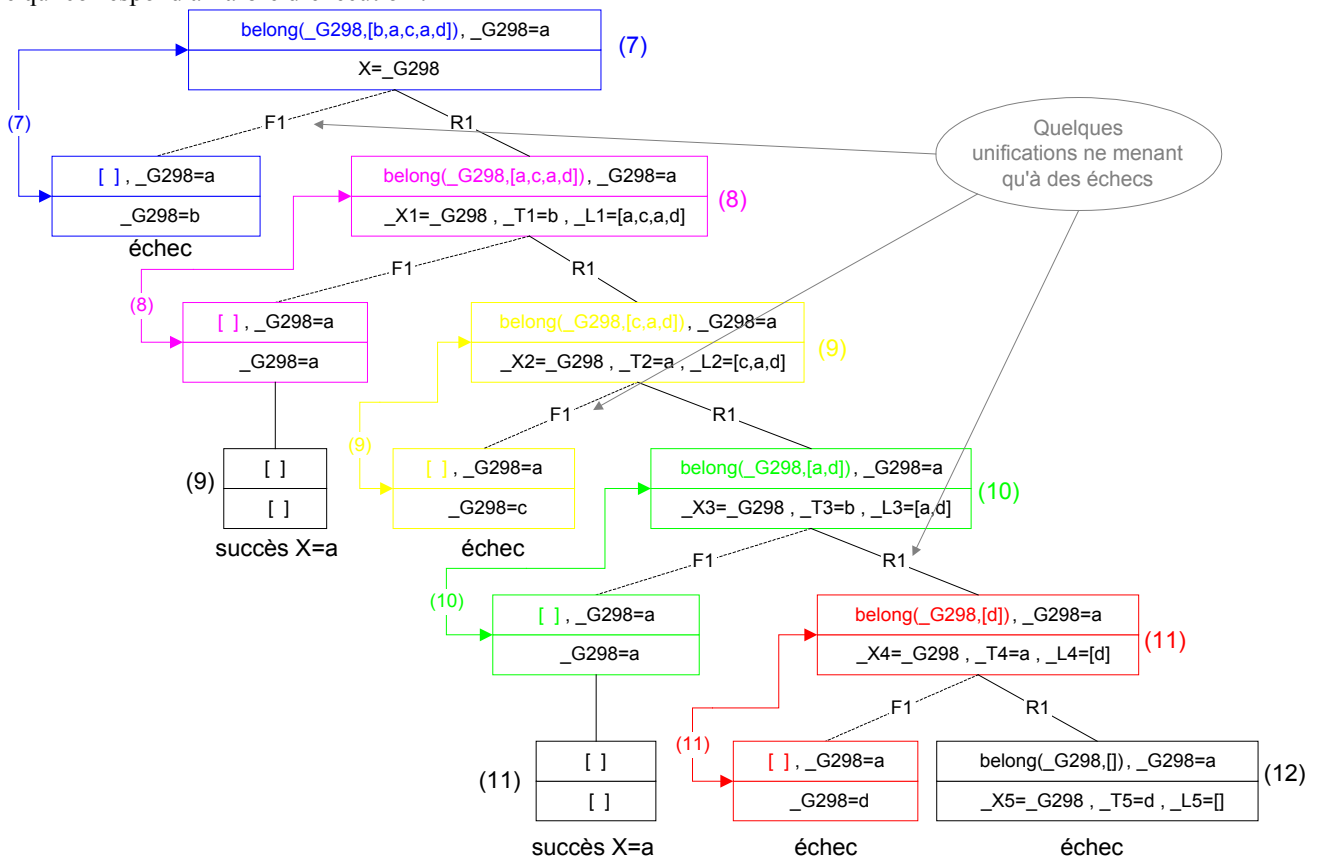 belong(_G298,[b,a,c,a,d]), _G298=a
(7)
X=_G298
(7)
F1
R1
Quelques
unifications ne menant
qu'à des échecs
[ ] , _G298=a
_G298=b
échec
belong(_G298,[a,c,a,d]), _G298=a
(8)
_X1=_G298 , _T1=b , _L1=[a,c,a,d]
F1
R1
(8)
[ ] , _G298=a
_G298=a
belong(_G298,[c,a,d]), _G298=a
(9)
_X2=_G298 , _T2=a , _L2=[c,a,d]
F1
R1
(9)
(9)
[ ]
[ ]
succès X=a
[ ] , _G298=a
_G298=c
échec
belong(_G298,[a,d]), _G298=a
(10)
_X3=_G298 , _T3=b , _L3=[a,d]
F1
R1
(10)
[ ] , _G298=a
_G298=a
belong(_G298,[d]), _G298=a
(11)
_X4=_G298 , _T4=a , _L4=[d]
F1
R1
(11)
(11)
[ ]
[ ]
succès X=a
[ ] , _G298=a
_G298=d
échec
belong(_G298,[]), _G298=a
(12)
_X5=_G298 , _T5=d , _L5=[]
échec